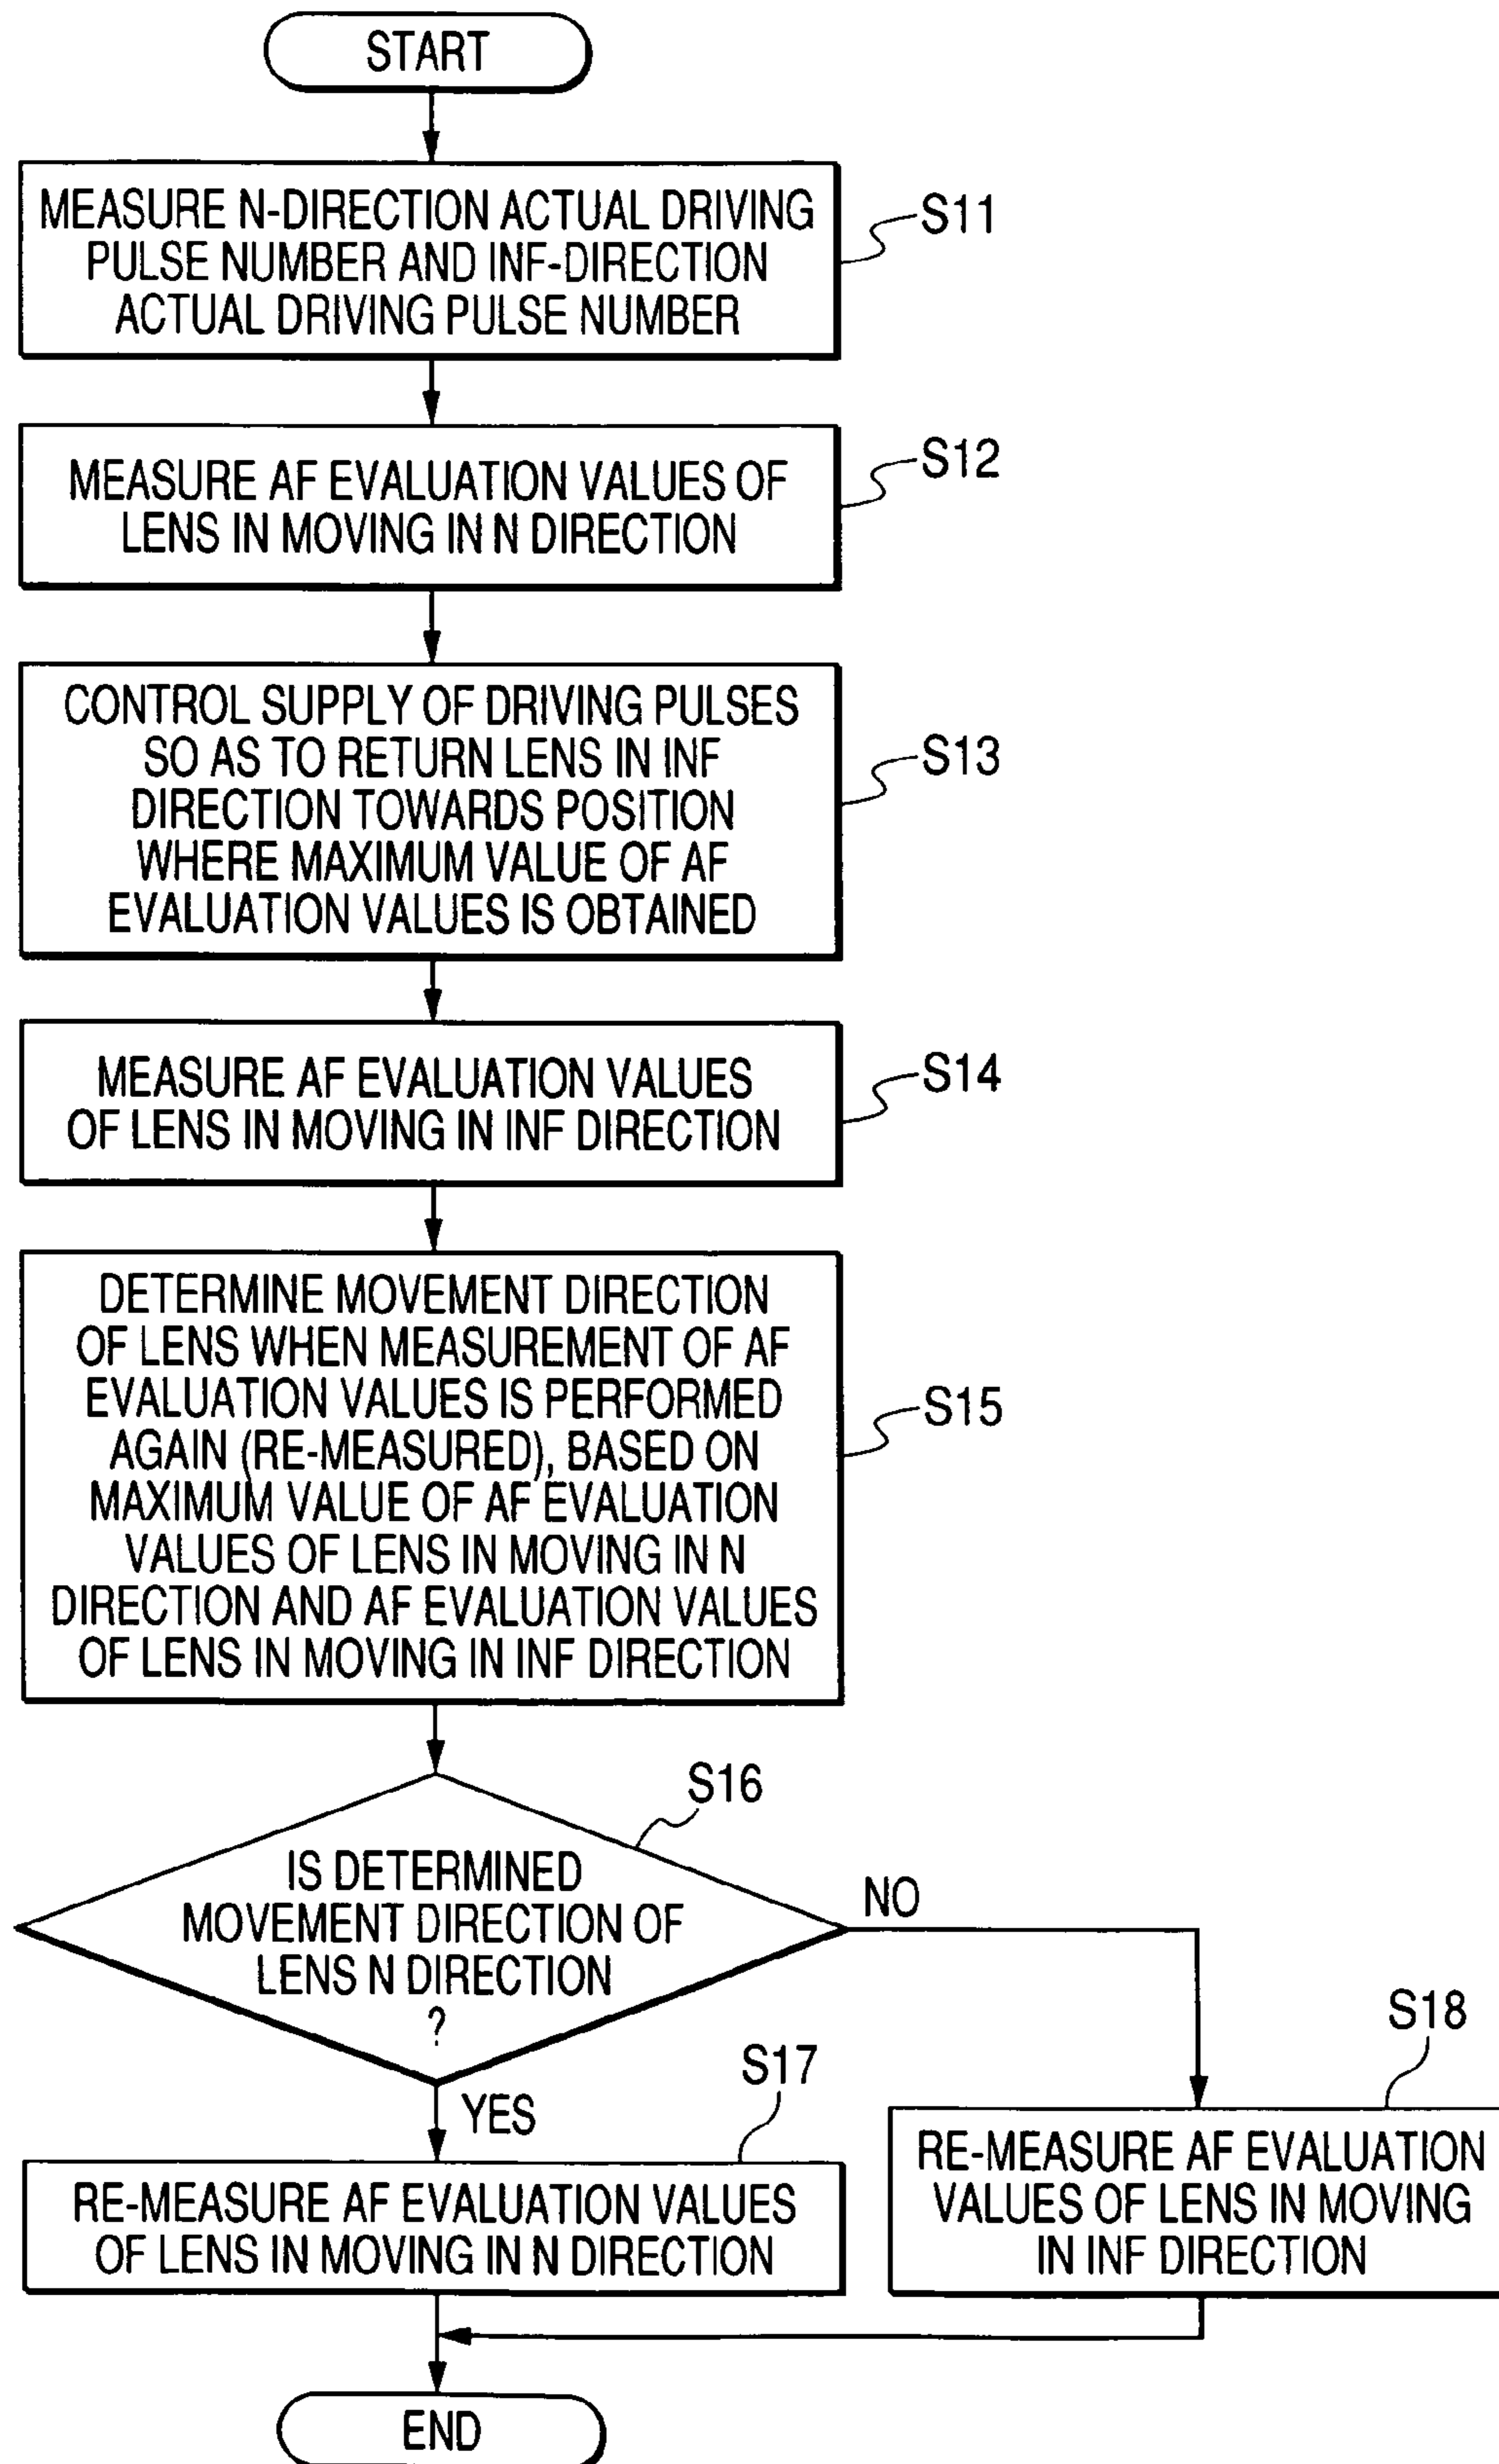 START
MEASURE N-DIRECTION ACTUAL DRIVING
PULSE NUMBER AND INF-DIRECTION
ACTUAL DRIVING PULSE NUMBER
S11
MEASURE AF EVALUATION VALUES OF
LENS IN MOVING IN N DIRECTION
S12
CONTROL SUPPLY OF DRIVING PULSES
SO AS TO RETURN LENS IN INF
DIRECTION TOWARDS POSITION
WHERE MAXIMUM VALUE OF AF
EVALUATION VALUES IS OBTAINED
S13
MEASURE AF EVALUATION VALUES
OF LENS IN MOVING IN INF DIRECTION
S14
DETERMINE MOVEMENT DIRECTION
OF LENS WHEN MEASUREMENT OF AF
EVALUATION VALUES IS PERFORMED
AGAIN (RE-MEASURED), BASED ON
MAXIMUM VALUE OF AF EVALUATION
VALUES OF LENS IN MOVING IN N
DIRECTION AND AF EVALUATION VALUES
OF LENS IN MOVING IN INF DIRECTION
S15
S16
IS DETERMINED
MOVEMENT DIRECTION OF
LENS N DIRECTION
?
NO
YES
S17
RE-MEASURE AF EVALUATION VALUES
OF LENS IN MOVING IN N DIRECTION
S18
RE-MEASURE AF EVALUATION
VALUES OF LENS IN MOVING
IN INF DIRECTION
END